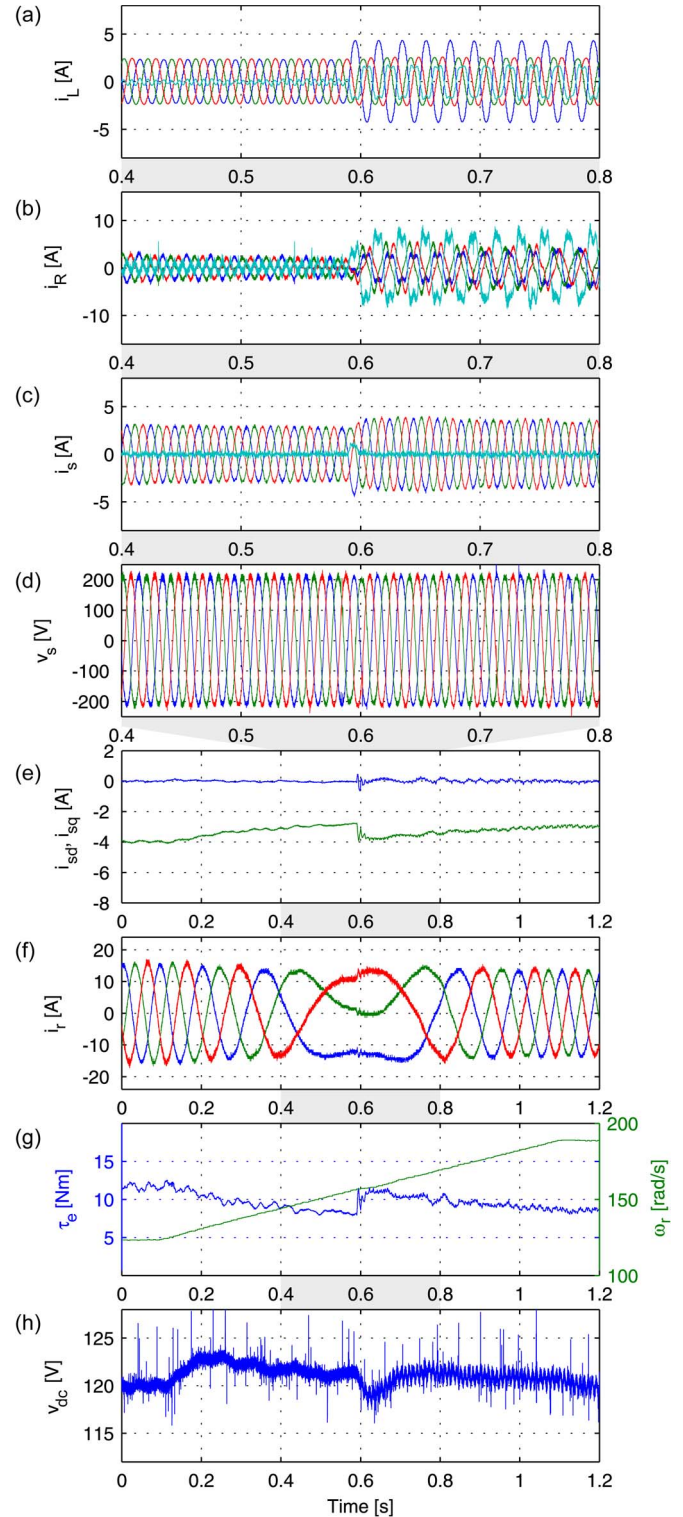 (a)
i_L [A]
5
0
-5
0.4 0.5 0.6 0.7 0.8
(b)
i_R [A]
10
0
-10
0.4 0.5 0.6 0.7 0.8
(c)
i_s [A]
5
0
-5
0.4 0.5 0.6 0.7 0.8
(d)
v_s [V]
200
100
0
-100
-200
0.4 0.5 0.6 0.7 0.8
(e)
i_sd, i_sq [A]
2
0
-2
-4
-6
-8
0 0.2 0.4 0.6 0.8 1 1.2
(f)
i_r [A]
20
10
0
-10
-20
0 0.2 0.4 0.6 0.8 1 1.2
(g)
τ_e [Nm]
15
10
5
200
150
100
ω_r [rad/s]
0 0.2 0.4 0.6 0.8 1 1.2
(h)
v_dc [V]
125
120
115
0 0.2 0.4 0.6 0.8 1 1.2
Time [s]